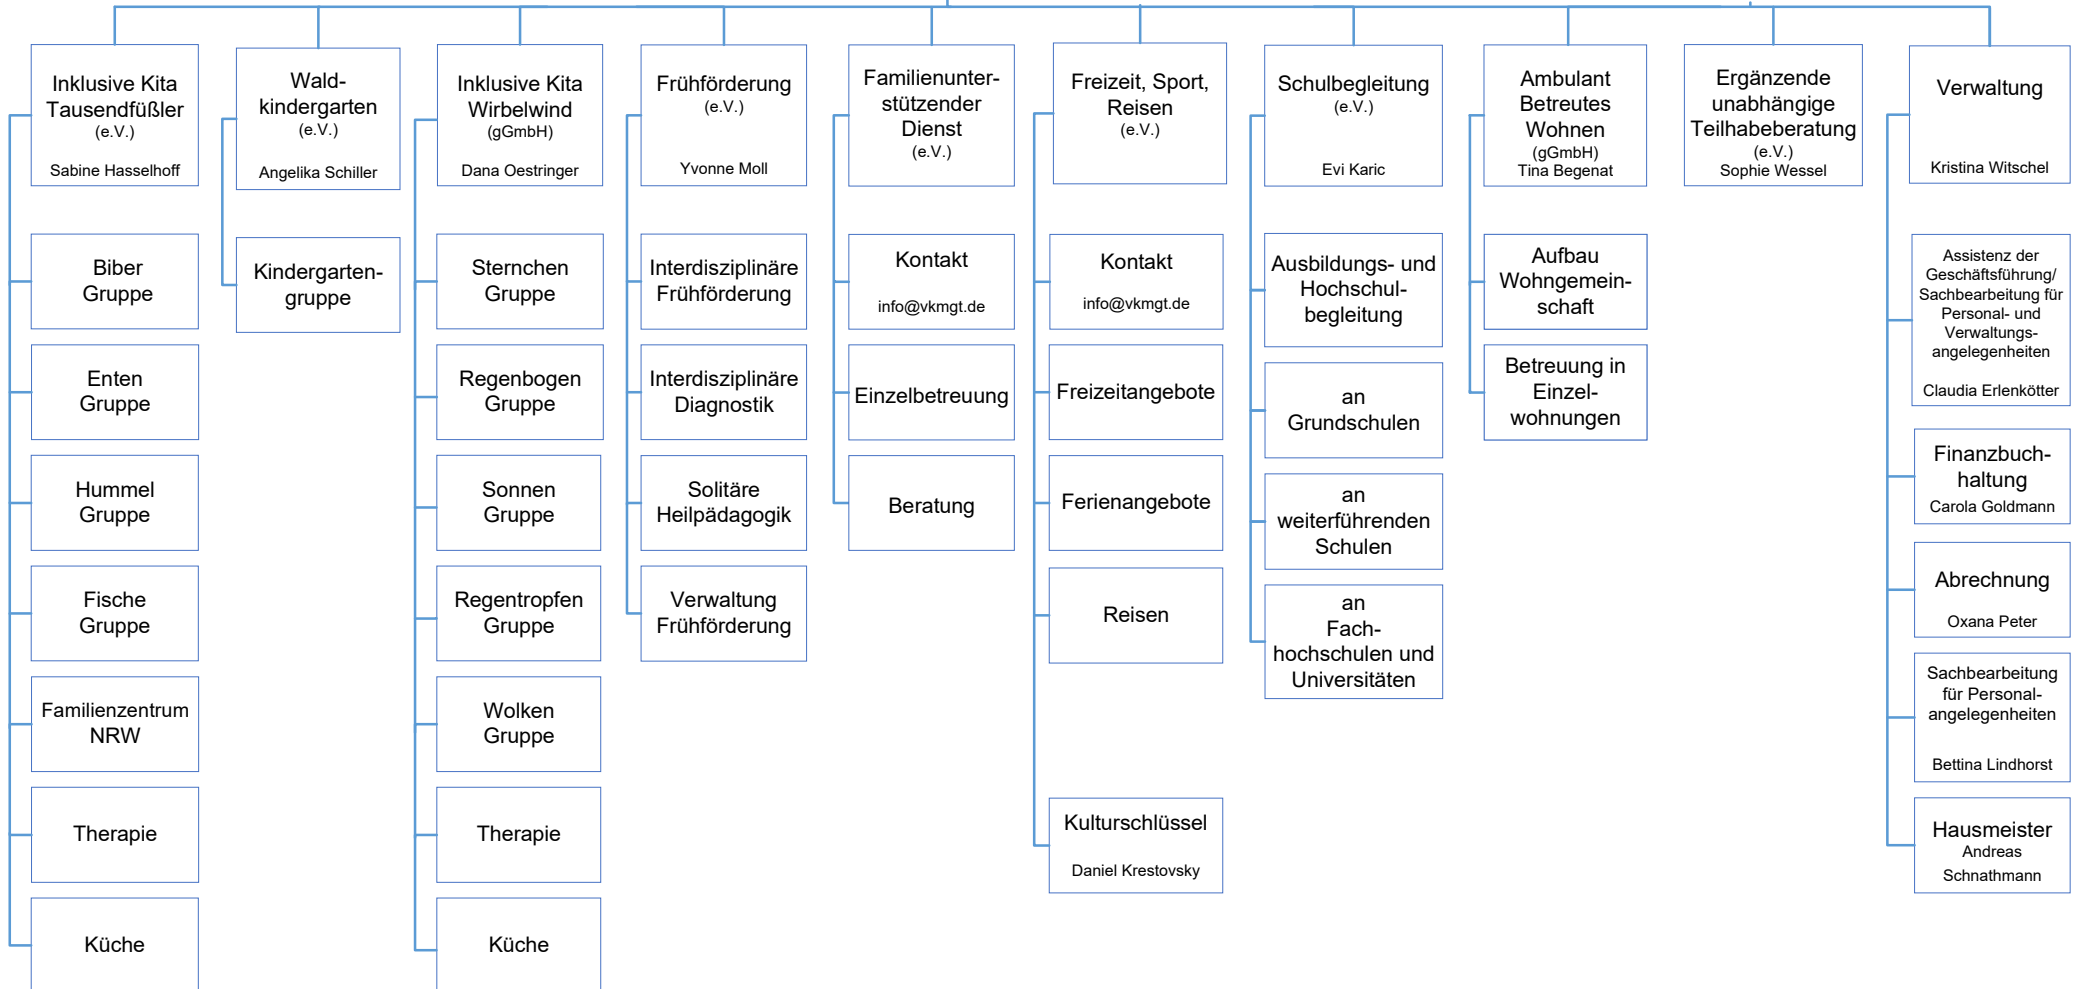 Inklusive Kita
Tausendfüßler
(e.V.)
Sabine Hasselhoff
Biber
Gruppe
Enten
Gruppe
Hummel
Gruppe
Fische
Gruppe
Familienzentrum
NRW
Therapie
Küche
Wald-
kindergarten
(e.V.)
Angelika Schiller
Kindergarten-
gruppe
Inklusive Kita
Wirbelwind
(gGmbH)
Dana Oestringer
Sternchen
Gruppe
Regenbogen
Gruppe
Sonnen
Gruppe
Regentropfen
Gruppe
Wolken
Gruppe
Therapie
Küche
Frühförderung
(e.V.)
Yvonne Moll
Interdisziplinäre
Frühförderung
Interdisziplinäre
Diagnostik
Solitäre
Heilpädagogik
Verwaltung
Frühförderung
Familienunter-
stützender
Dienst
(e.V.)
Kontakt
info@vkmgt.de
Einzelbetreuung
Beratung
Freizeit, Sport,
Reisen
(e.V.)
Kontakt
info@vkmgt.de
Freizeitangebote
Ferienangebote
Reisen
Kulturschlüssel
Daniel Krestovsky
Schulbegleitung
(e.V.)
Evi Karic
Ausbildungs- und
Hochschul-
begleitung
an
Grundschulen
an
weiterführenden
Schulen
an
Fach-
hochschulen und
Universitäten
Ambulant
Betreutes
Wohnen
(gGmbH)
Tina Begenat
Aufbau
Wohngemein-
schaft
Betreuung in
Einzel-
wohnungen
Ergänzende
unabhängige
Teilhabeberatung
(e.V.)
Sophie Wessel
Verwaltung
Kristina Witschel
Assistenz der
Geschäftsführung/
Sachbearbeitung für
Personal- und
Verwaltungs-
angelegenheiten
Claudia Erlenkötter
Finanzbuch-
haltung
Carola Goldmann
Abrechnung
Oxana Peter
Sachbearbeitung
für Personal-
angelegenheiten
Bettina Lindhorst
Hausmeister
Andreas
Schnathmann